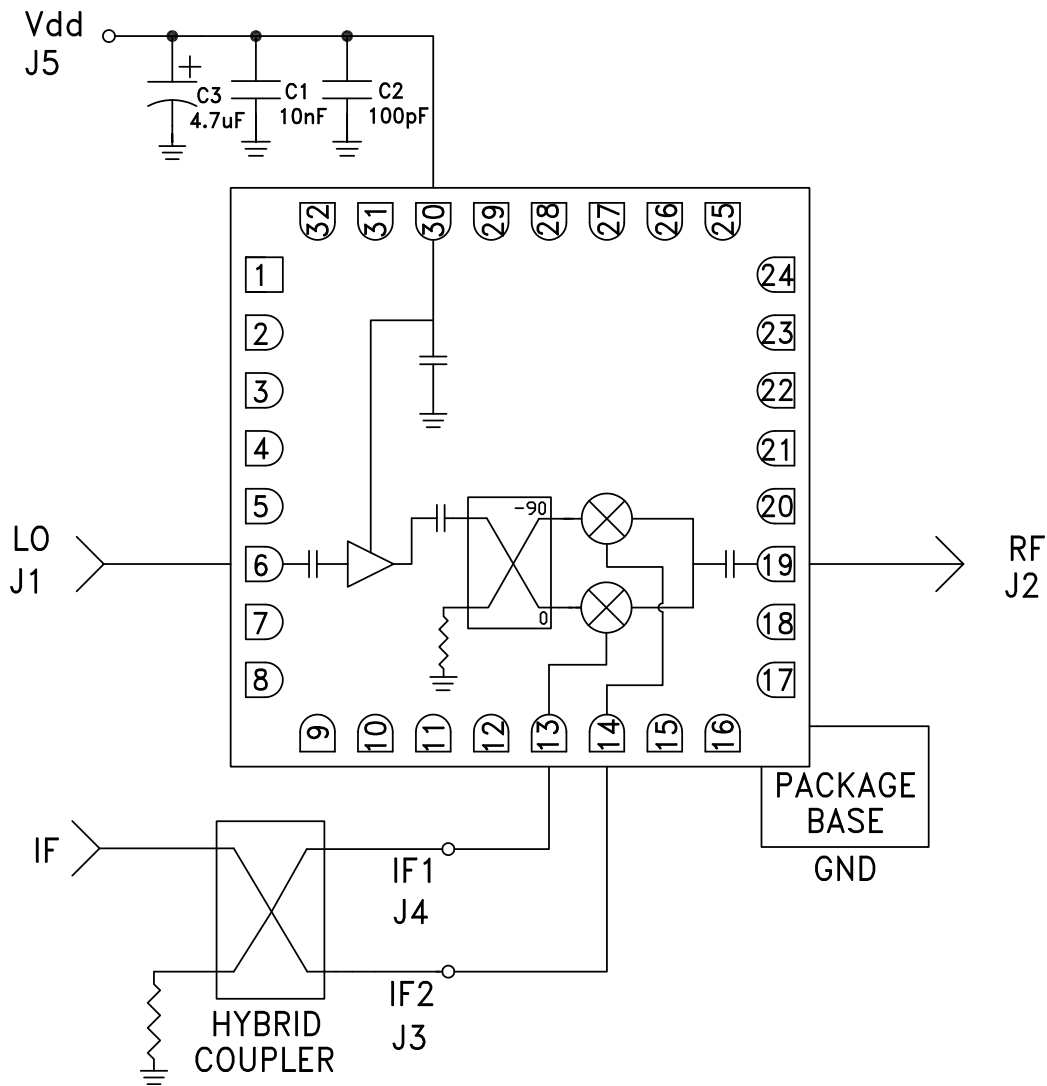 Vdd
J5
+
C3
4.7uF
C1
10nF
C2
100pF
32 31 30 29 28 27 26 25
1
2
3
4
5
6
7
8
24
23
22
21
20
19
18
17
-90
0
LO
J1
RF
J2
9 10 11 12 13 14 15 16
PACKAGE
BASE
GND
IF
IF1
J4
IF2
J3
HYBRID
COUPLER